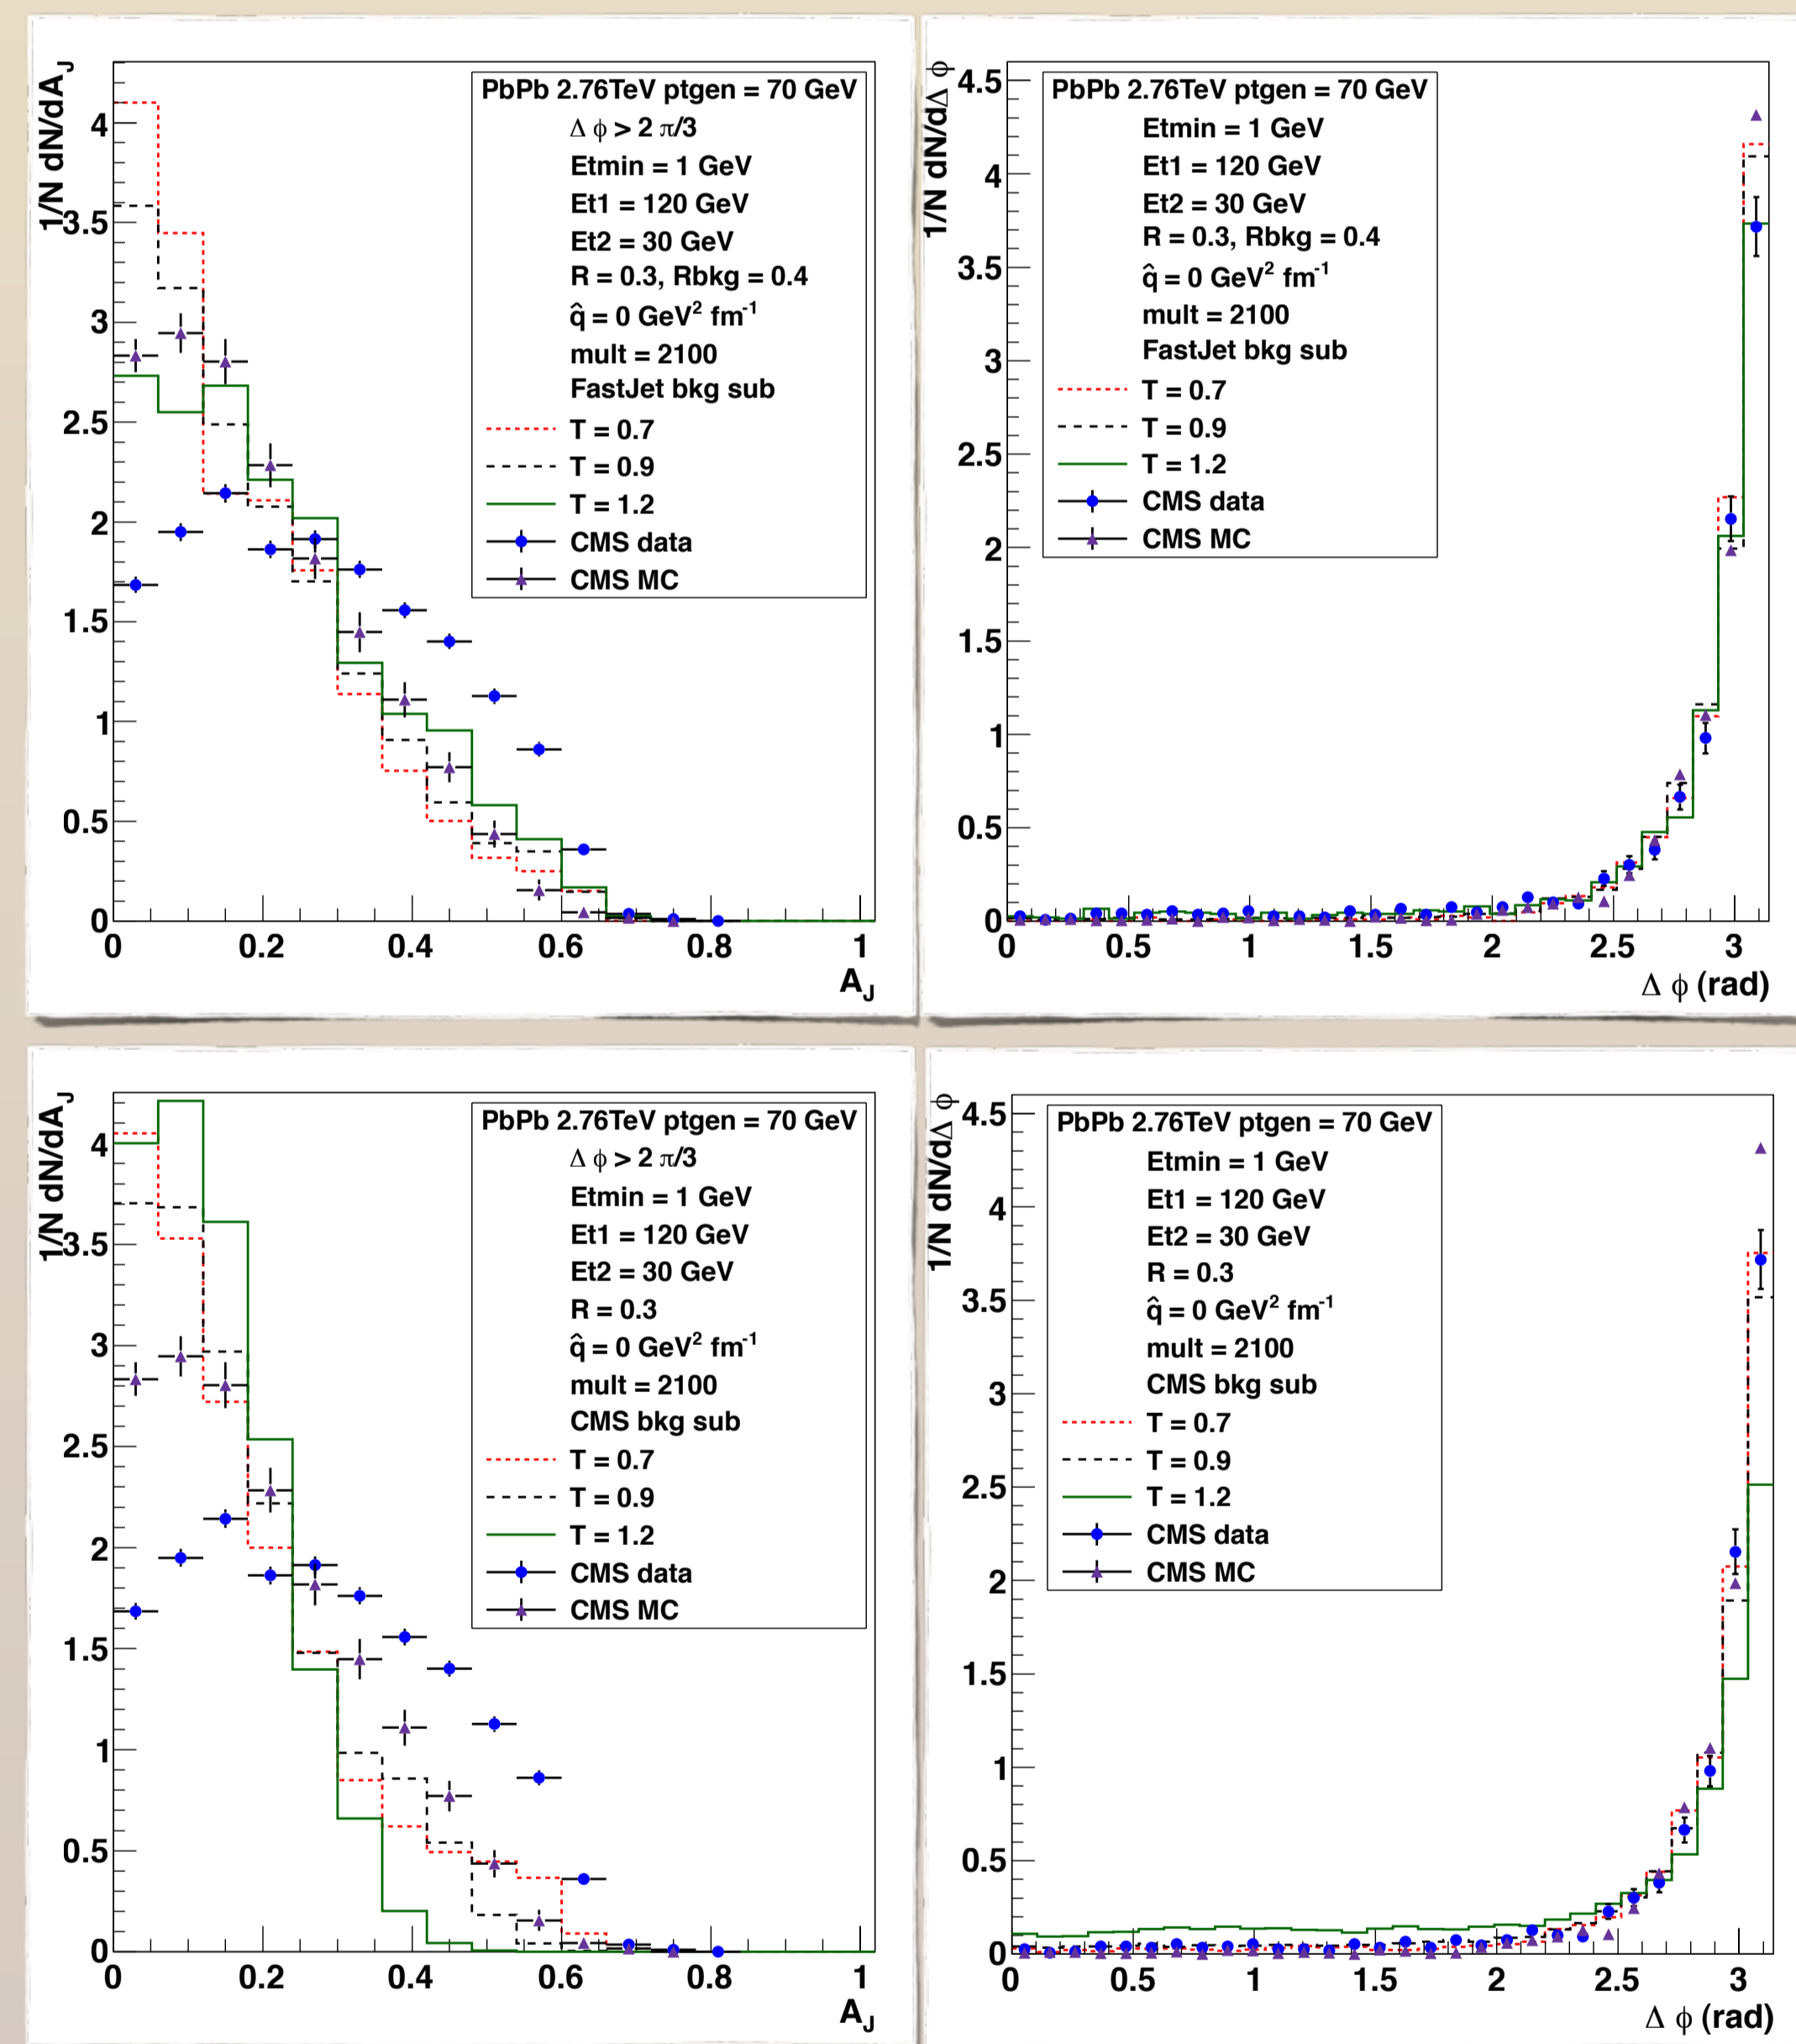 1/N dN/dA_J
4
3.5
3
2.5
2
1.5
1
0.5
0
PbPb 2.76TeV ptgen = 70 GeV
Δ ϕ > 2 π/3
Etmin = 1 GeV
Et1 = 120 GeV
Et2 = 30 GeV
R = 0.3, Rbkg = 0.4
q̂ = 0 GeV² fm⁻¹
mult = 2100
FastJet bkg sub
T = 0.7
T = 0.9
T = 1.2
CMS data
CMS MC
0 0.2 0.4 0.6 0.8 1
A_J
1/N dN/dΔ ϕ
4.5
4
3.5
3
2.5
2
1.5
1
0.5
0
PbPb 2.76TeV ptgen = 70 GeV
Etmin = 1 GeV
Et1 = 120 GeV
Et2 = 30 GeV
R = 0.3, Rbkg = 0.4
q̂ = 0 GeV² fm⁻¹
mult = 2100
FastJet bkg sub
T = 0.7
T = 0.9
T = 1.2
CMS data
CMS MC
0 0.5 1 1.5 2 2.5 3
Δ ϕ (rad)
1/N dN/dA_J
4
3.5
3
2.5
2
1.5
1
0.5
0
PbPb 2.76TeV ptgen = 70 GeV
Δ ϕ > 2 π/3
Etmin = 1 GeV
Et1 = 120 GeV
Et2 = 30 GeV
R = 0.3
q̂ = 0 GeV² fm⁻¹
mult = 2100
CMS bkg sub
T = 0.7
T = 0.9
T = 1.2
CMS data
CMS MC
0 0.2 0.4 0.6 0.8 1
A_J
1/N dN/dΔ ϕ
4.5
4
3.5
3
2.5
2
1.5
1
0.5
0
PbPb 2.76TeV ptgen = 70 GeV
Etmin = 1 GeV
Et1 = 120 GeV
Et2 = 30 GeV
R = 0.3
q̂ = 0 GeV² fm⁻¹
mult = 2100
CMS bkg sub
T = 0.7
T = 0.9
T = 1.2
CMS data
CMS MC
0 0.5 1 1.5 2 2.5 3
Δ ϕ (rad)